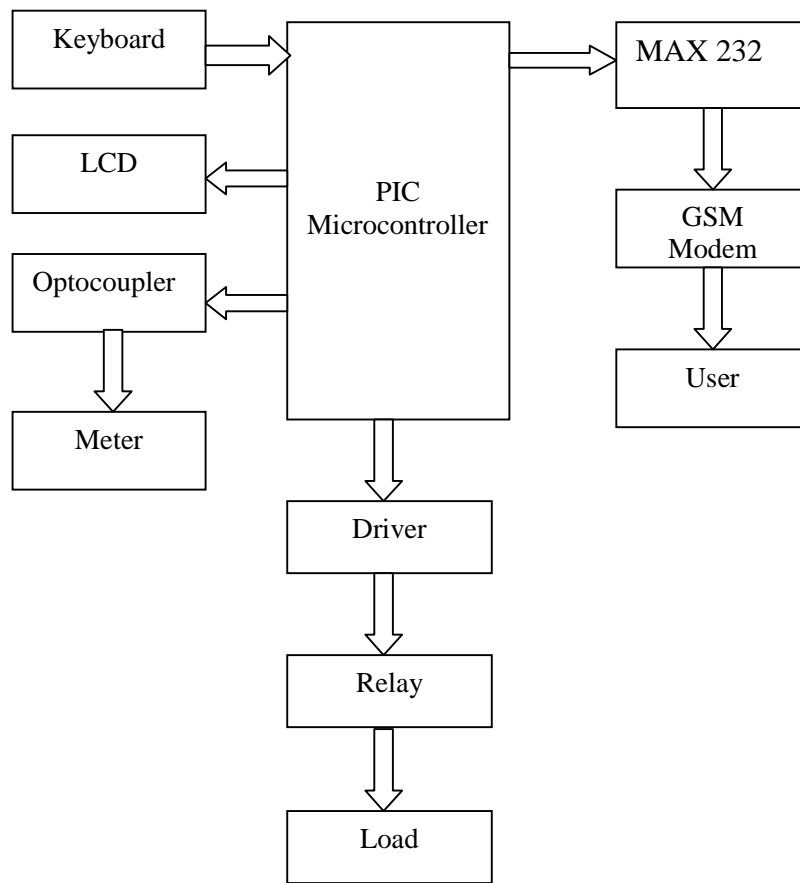 Keyboard
MAX 232
LCD
PIC
Microcontroller
GSM
Modem
Optocoupler
User
Meter
Driver
Relay
Load